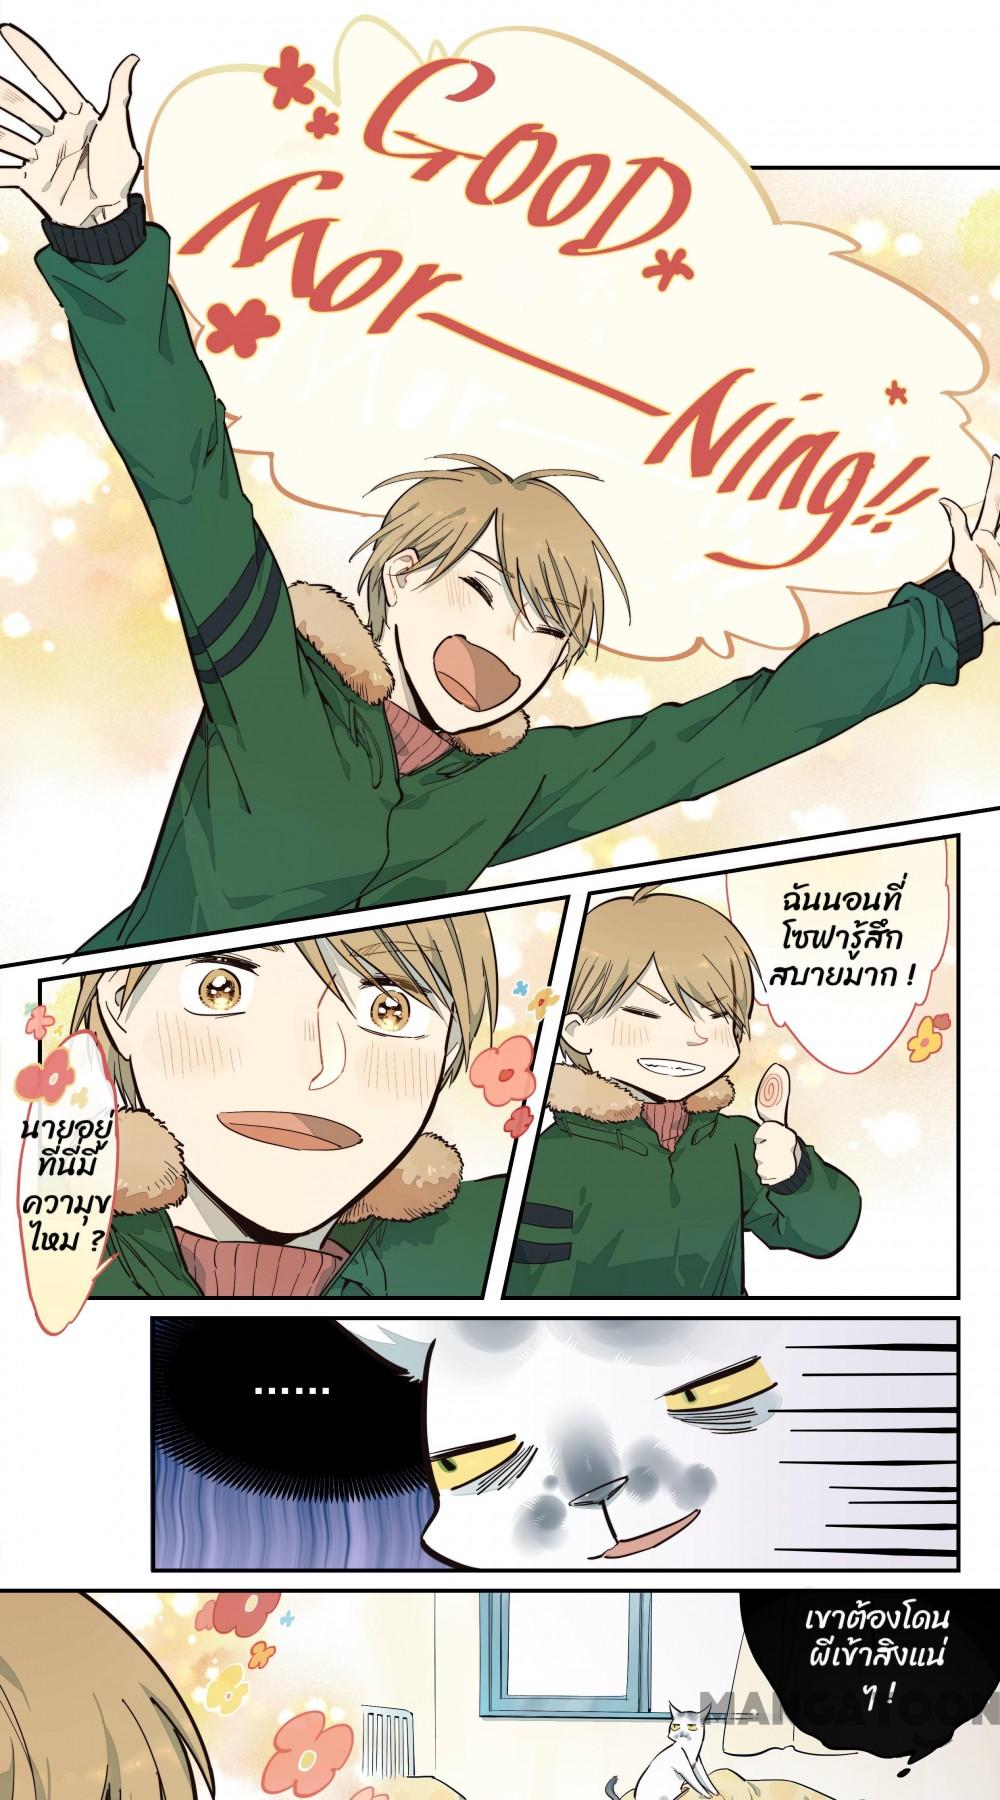 GOOD
Mor—Ning!!
ฉันนอนที่
โซฟารู้สึก
สบายมาก !
นายอยู่
ที่นี่มี
ความุข
ไหม ?
......
เขาต้องโดน
ผีเข้าสิงแน่
ๆ !
MANGATOON